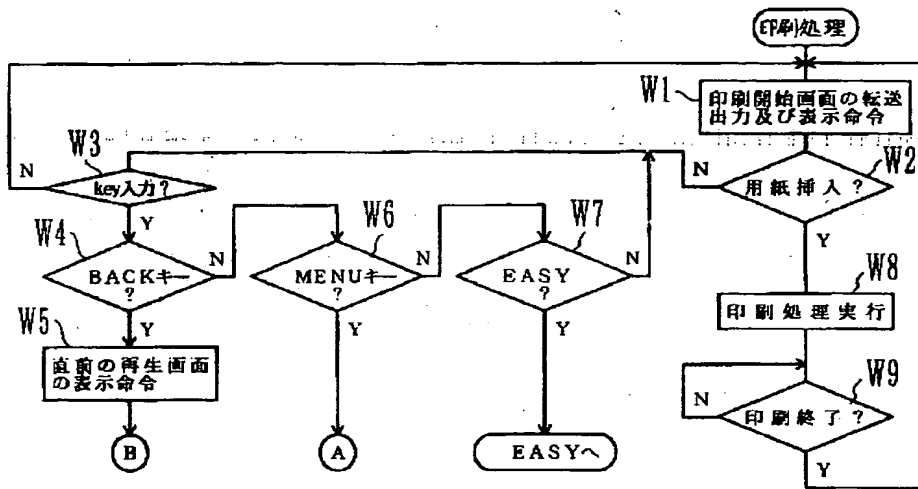 印刷処理
W1
印刷開始画面の転送
出力及び表示命令
W3
N
key入力?
Y
N
W2
用紙挿入?
Y
W4
BACKキー
?
N
Y
W6
MENUキー
?
N
Y
W7
EASY
?
N
Y
W8
印刷処理実行
W5
直前の再生画面
の表示命令
W9
N
印刷終了?
Y
B
A
EASYへ